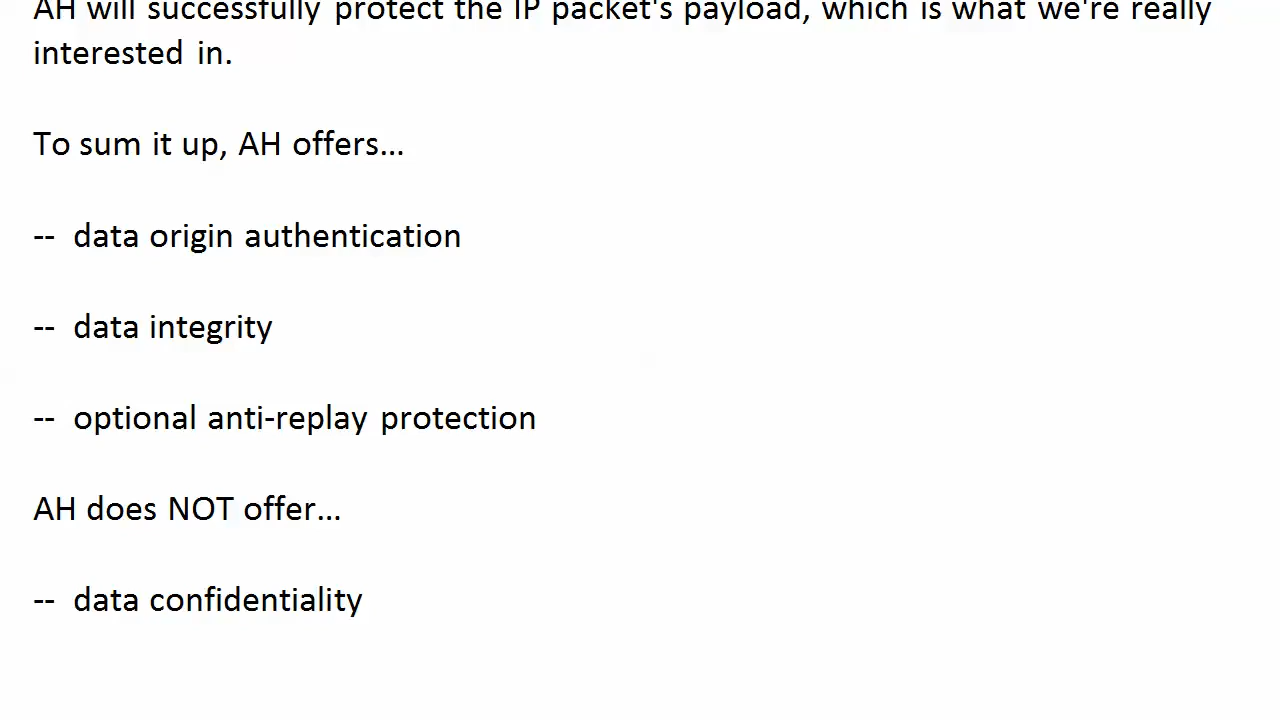 AH will successfully protect the IP packet's payload, which is what we're really
interested in.
To sum it up, AH offers...
-- data origin authentication
-- data integrity
-- optional anti-replay protection
AH does NOT offer...
-- data confidentiality